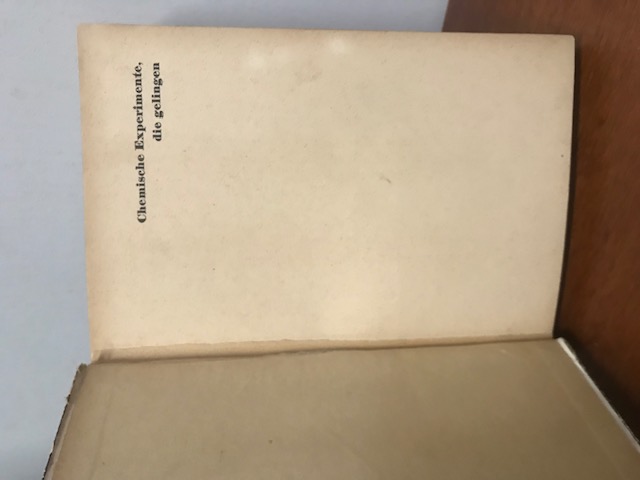 Chemische Experimente,
die gelingen